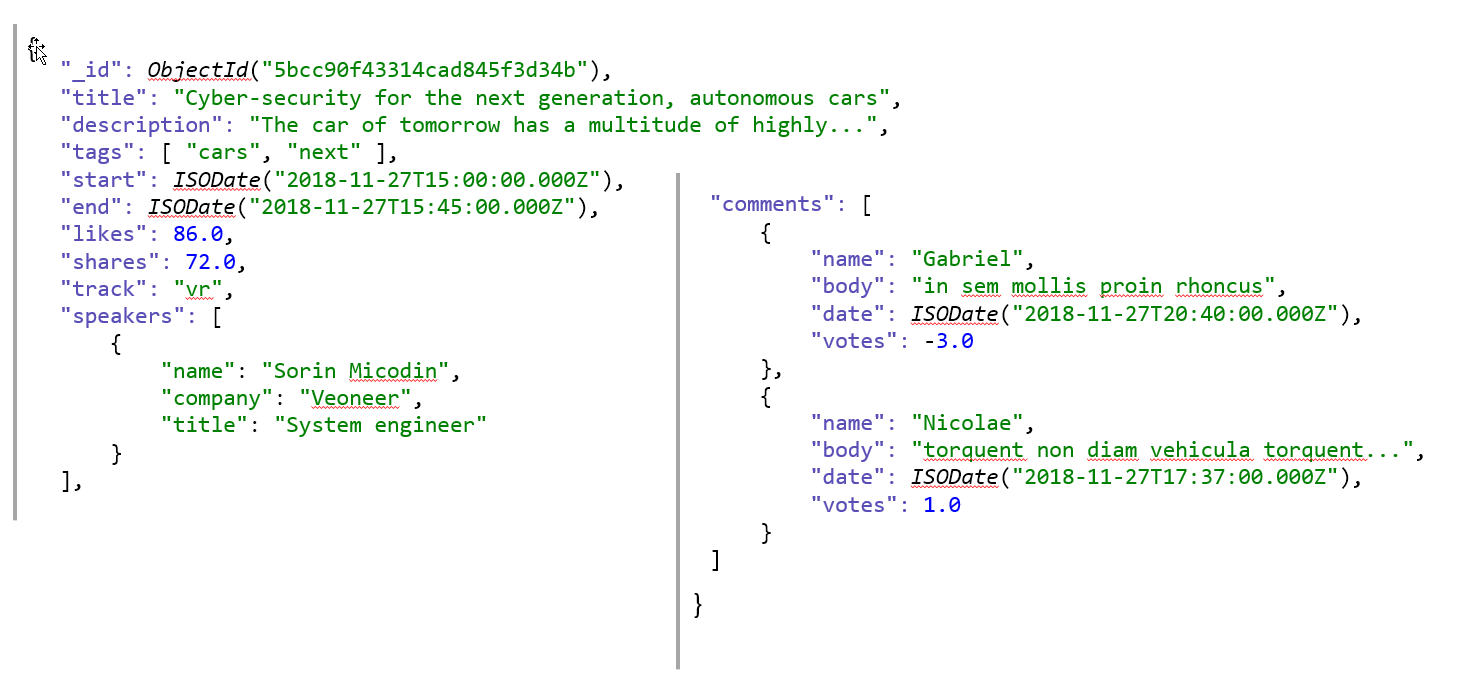 {
"_id": ObjectId("5bcc90f43314cad845f3d34b"),
"title": "Cyber-security for the next generation, autonomous cars",
"description": "The car of tomorrow has a multitude of highly...",
"tags": [ "cars", "next" ],
"start": ISODate("2018-11-27T15:00:00.000Z"),
"end": ISODate("2018-11-27T15:45:00.000Z"),
"likes": 86.0,
"shares": 72.0,
"track": "vr",
"speakers": [
{
"name": "Sorin Micodin",
"company": "Veoneer",
"title": "System engineer"
}
],
"comments": [
{
"name": "Gabriel",
"body": "in sem mollis proin rhoncus",
"date": ISODate("2018-11-27T20:40:00.000Z"),
"votes": -3.0
},
{
"name": "Nicolae",
"body": "torquent non diam vehicula torquent...",
"date": ISODate("2018-11-27T17:37:00.000Z"),
"votes": 1.0
}
]
}